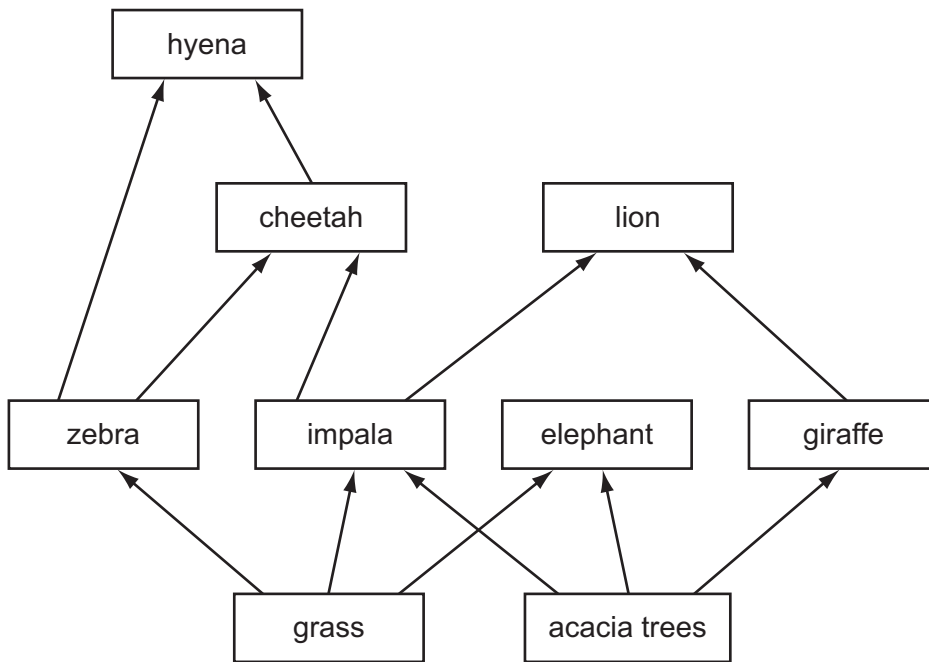 hyena
cheetah
lion
zebra
impala
elephant
giraffe
grass
acacia trees